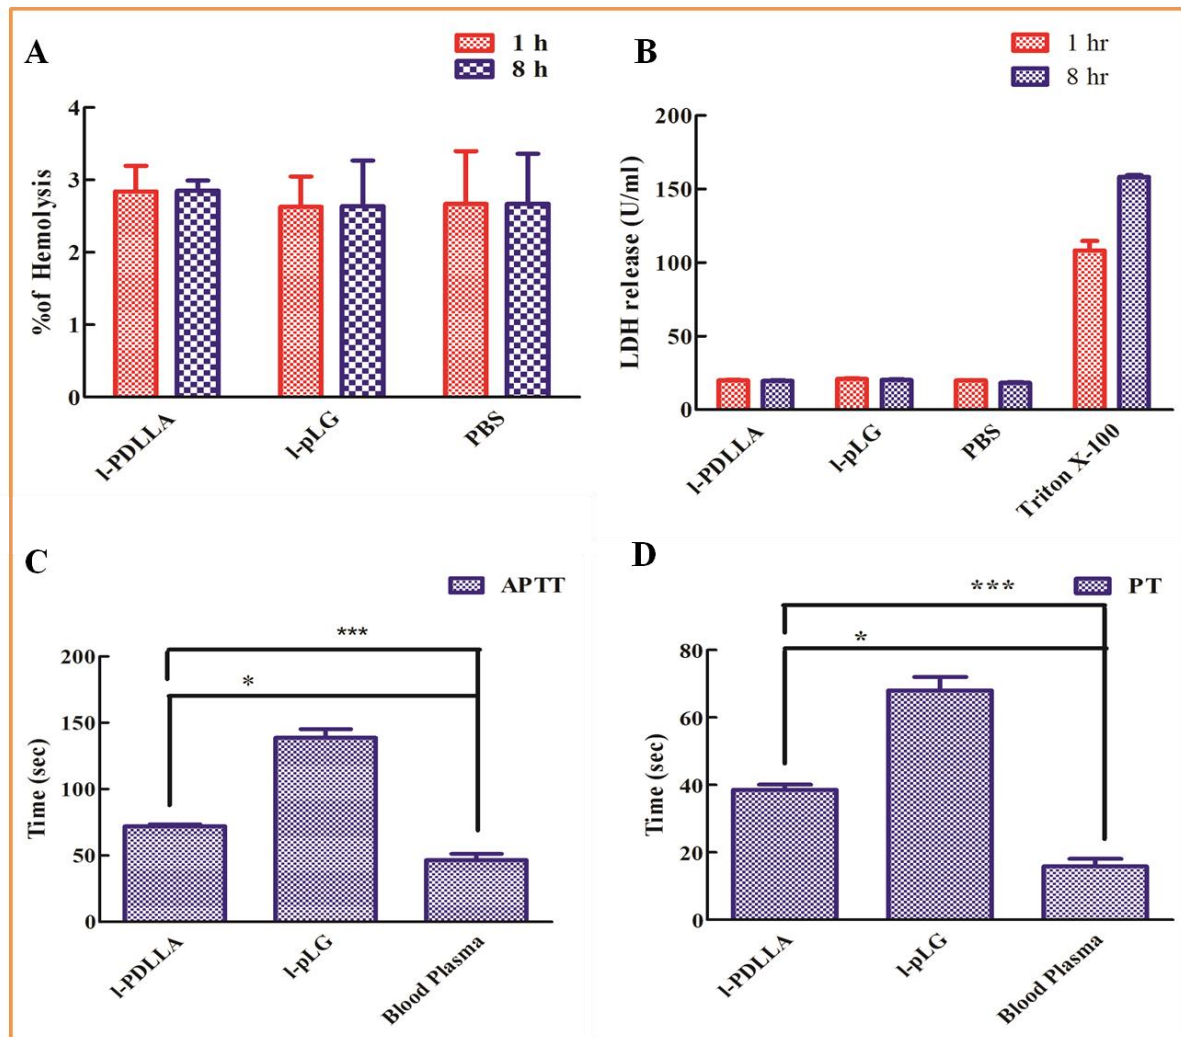 A
1 h
8 h
4
3
2
1
0
%of Hemolysis
l-PDLLA
l-pLG
PBS
B
1 hr
8 hr
200
150
100
50
0
LDH release (U/ml)
l-PDLLA
l-pLG
PBS
Triton X-100
C
APTT
***
*
200
150
100
50
0
Time (sec)
l-PDLLA
l-pLG
Blood Plasma
D
PT
***
*
80
60
40
20
0
Time (sec)
l-PDLLA
l-pLG
Blood Plasma